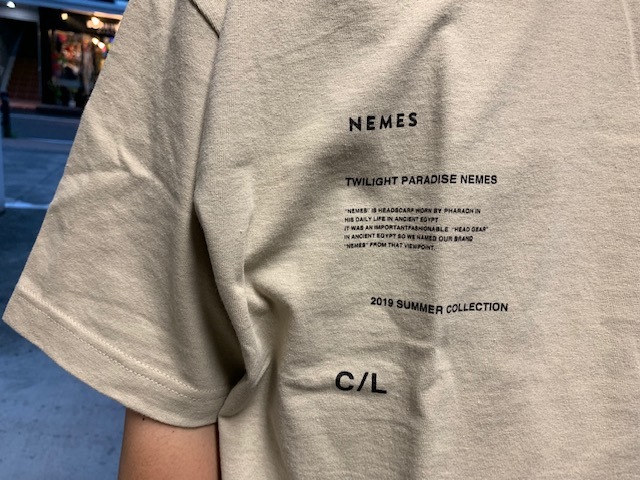 NEMES
TWILIGHT PARADISE NEMES
"NEMES" IS HEADSCARF WORN BY PHARAOH IN
HIS DAILY LIFE IN ANCIENT EGYPT
IT WAS AN IMPORTANTFASHIONABLE "HEAD GEAR"
IN ANCIENT EGYPT SO WE NAMED OUR BRAND
"NEMES" FROM THAT VIEWPOINT.
2019 SUMMER COLLECTION
C/L